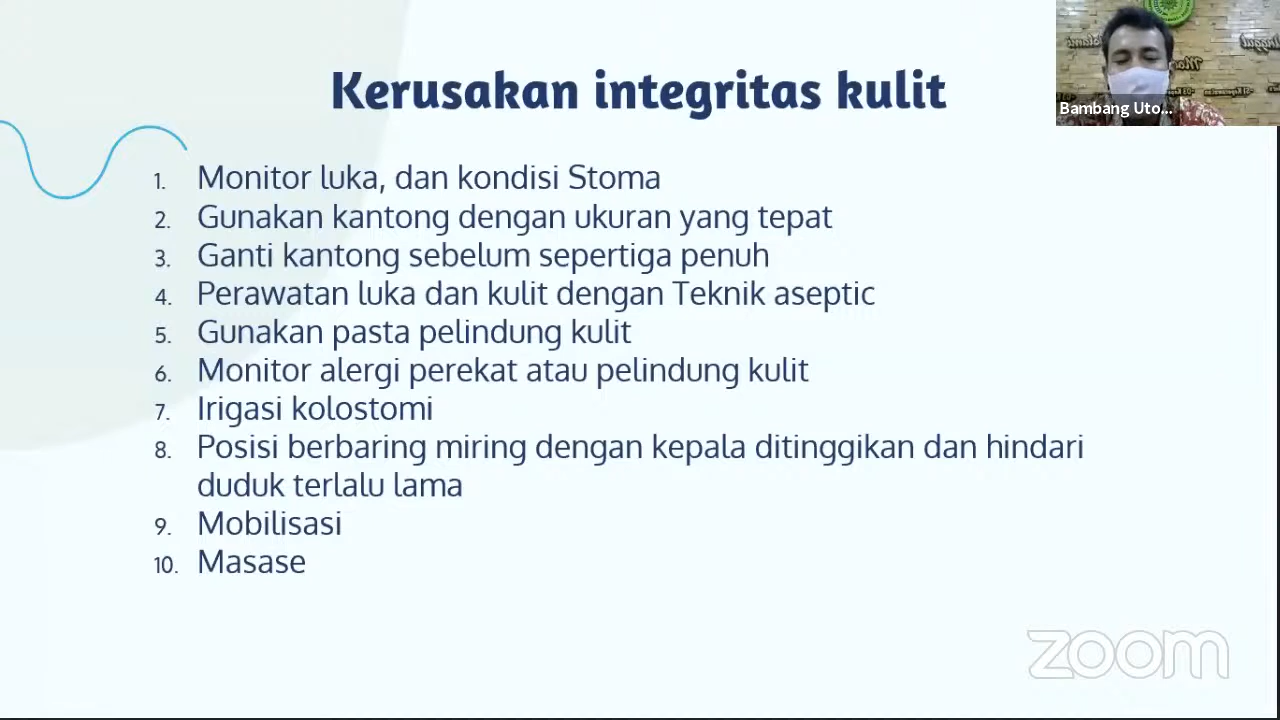 Kerusakan integritas kulit
Bambang Uto...
1. Monitor luka, dan kondisi Stoma
2. Gunakan kantong dengan ukuran yang tepat
3. Ganti kantong sebelum sepertiga penuh
4. Perawatan luka dan kulit dengan Teknik aseptic
5. Gunakan pasta pelindung kulit
6. Monitor alergi perekat atau pelindung kulit
7. Irigasi kolostomi
8. Posisi berbaring miring dengan kepala ditinggikan dan hindari
duduk terlalu lama
9. Mobilisasi
10. Masase
zoom